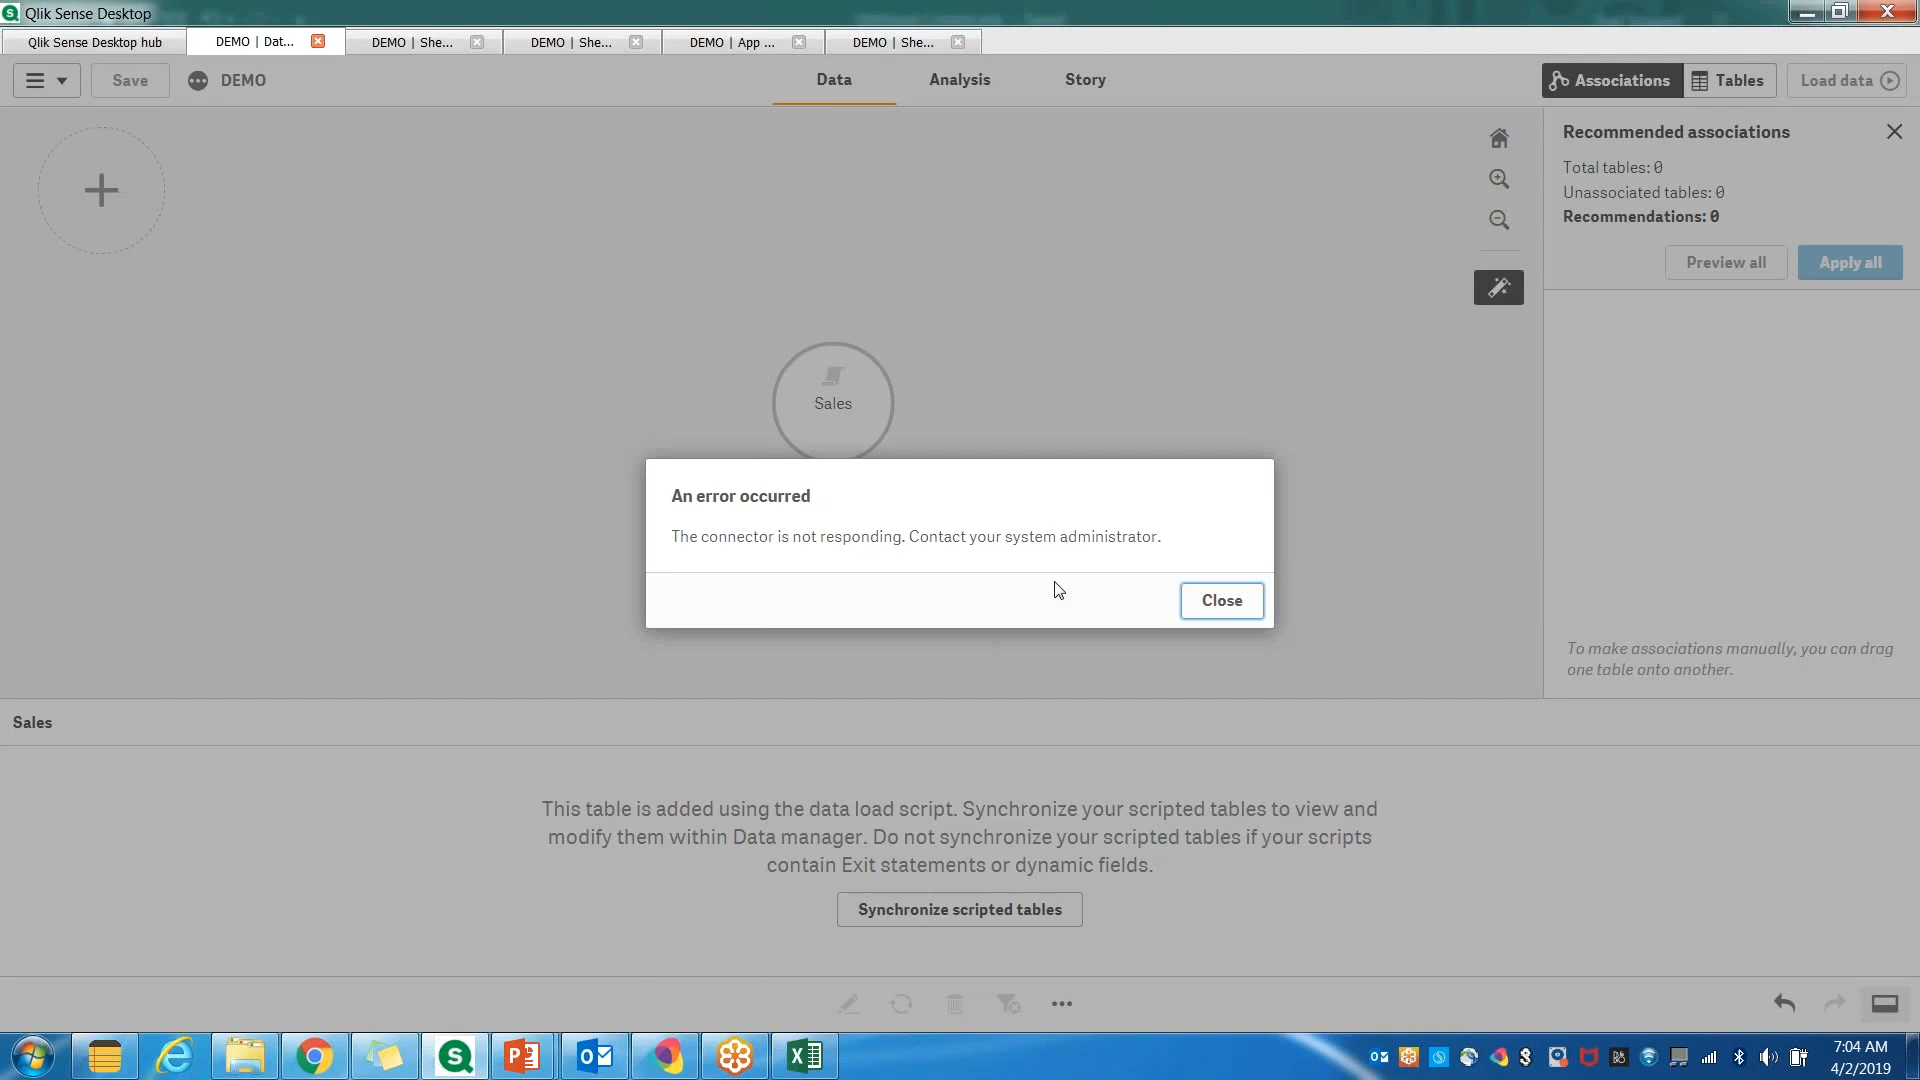 Qlik Sense Desktop
Qlik Sense Desktop hub
DEMO | Dat...
DEMO | She...
DEMO | She...
DEMO | App ...
DEMO | She...
Save
DEMO
Data
Analysis
Story
Associations
Tables
Load data
Recommended associations
Total tables: 0
Unassociated tables: 0
Recommendations: 0
Preview all
Apply all
Sales
An error occurred
The connector is not responding. Contact your system administrator.
Close
To make associations manually, you can drag
one table onto another.
Sales
This table is added using the data load script. Synchronize your scripted tables to view and
modify them within Data manager. Do not synchronize your scripted tables if your scripts
contain Exit statements or dynamic fields.
Synchronize scripted tables
7:04 AM
4/2/2019